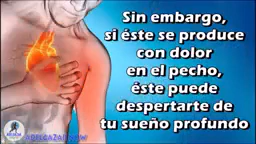 Sin embargo,
si éste se produce
con dolor
en el pecho,
éste puede
despertarte de
tu sueño profundo